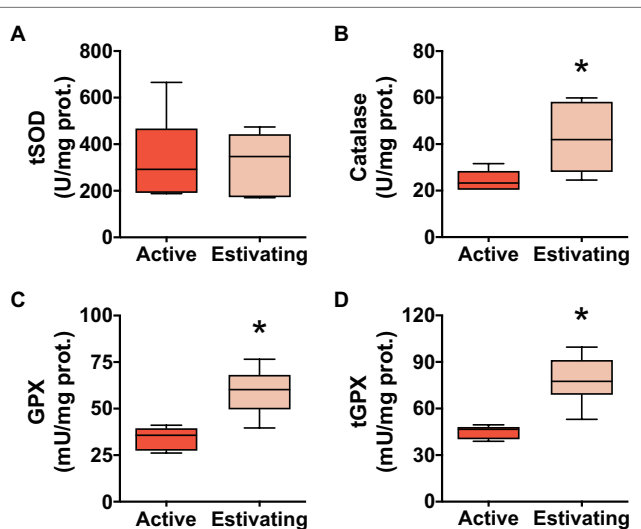 A
tSOD
(U/mg prot.)
800
600
400
200
0
Active Estivating
B
Catalase
(U/mg prot.)
80
60
40
20
0
*
Active Estivating
C
GPX
(mU/mg prot.)
100
75
50
25
0
*
Active Estivating
D
tGPX
(mU/mg prot.)
120
90
60
30
0
*
Active Estivating